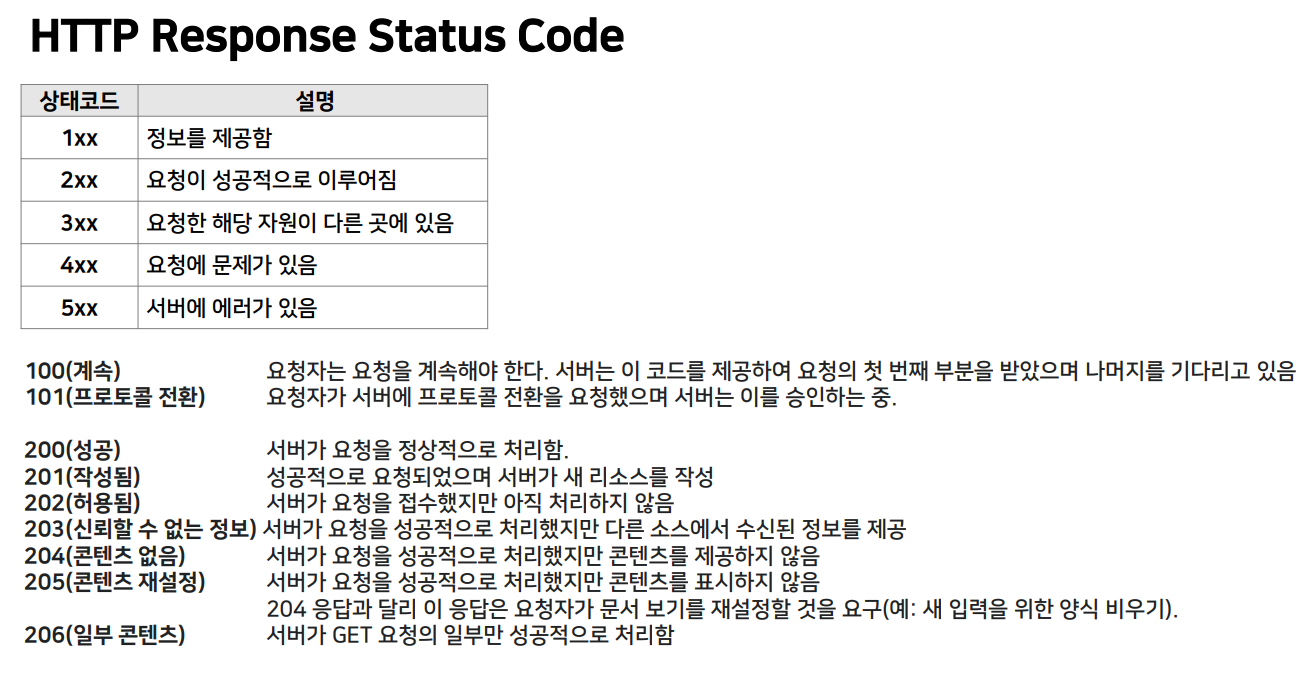 HTTP Response Status Code
상태코드 설명
1xx 정보를 제공함
2xx 요청이 성공적으로 이루어짐
3xx 요청한 해당 자원이 다른 곳에 있음
4xx 요청에 문제가 있음
5xx 서버에 에러가 있음
100(계속) 요청자는 요청을 계속해야 한다. 서버는 이 코드를 제공하여 요청의 첫 번째 부분을 받았으며 나머지를 기다리고 있음
101(프로토콜 전환) 요청자가 서버에 프로토콜 전환을 요청했으며 서버는 이를 승인하는 중.
200(성공) 서버가 요청을 정상적으로 처리함.
201(작성됨) 성공적으로 요청되었으며 서버가 새 리소스를 작성
202(허용됨) 서버가 요청을 접수했지만 아직 처리하지 않음
203(신뢰할 수 없는 정보) 서버가 요청을 성공적으로 처리했지만 다른 소스에서 수신된 정보를 제공
204(콘텐츠 없음) 서버가 요청을 성공적으로 처리했지만 콘텐츠를 제공하지 않음
205(콘텐츠 재설정) 서버가 요청을 성공적으로 처리했지만 콘텐츠를 표시하지 않음
204 응답과 달리 이 응답은 요청자가 문서 보기를 재설정할 것을 요구(예: 새 입력을 위한 양식 비우기).
206(일부 콘텐츠) 서버가 GET 요청의 일부만 성공적으로 처리함